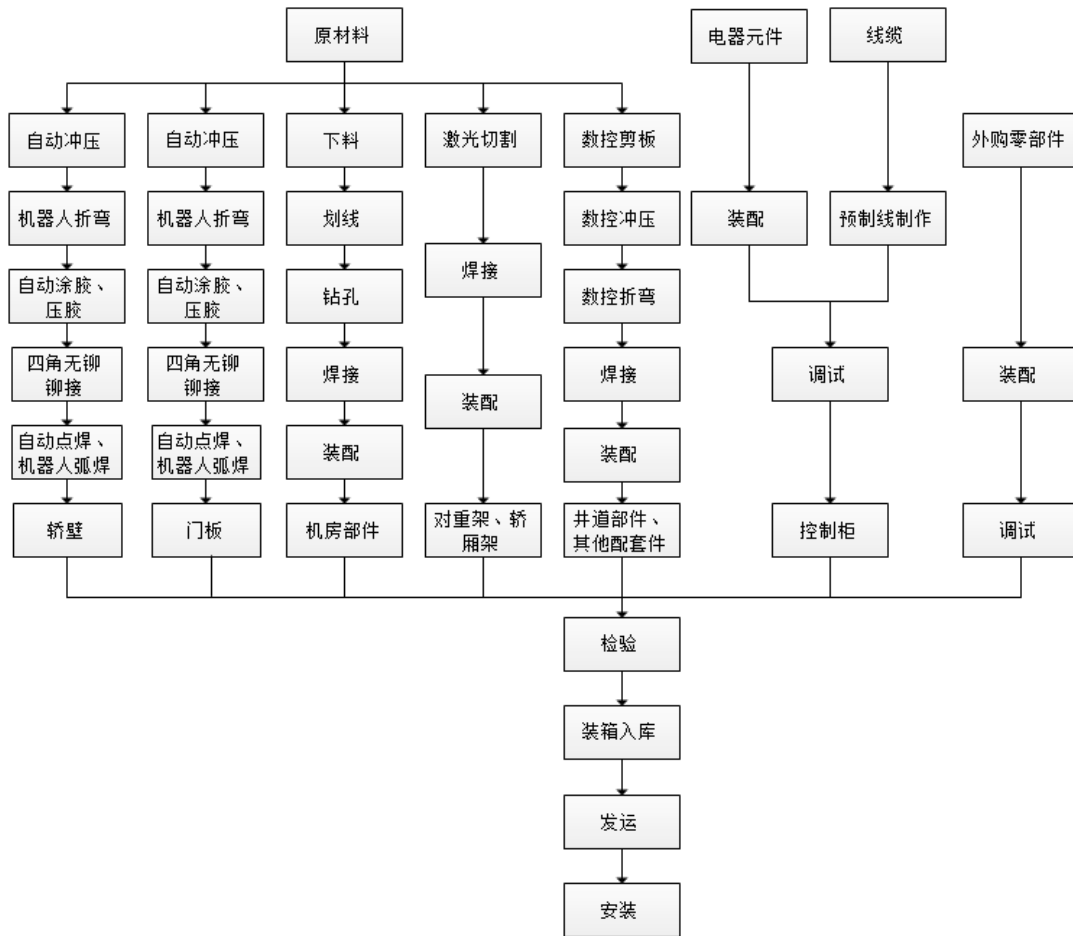 原材料
电器元件
线缆
自动冲压
自动冲压
下料
激光切割
数控剪板
外购零部件
机器人折弯
机器人折弯
划线
数控冲压
装配
预制线制作
焊接
自动涂胶、
压胶
自动涂胶、
压胶
钻孔
数控折弯
四角无铆
铆接
四角无铆
铆接
焊接
装配
焊接
调试
装配
自动点焊、
机器人弧焊
自动点焊、
机器人弧焊
装配
装配
轿壁
门板
机房部件
对重架、轿
厢架
井道部件、
其他配套件
控制柜
调试
检验
装箱入库
发运
安装